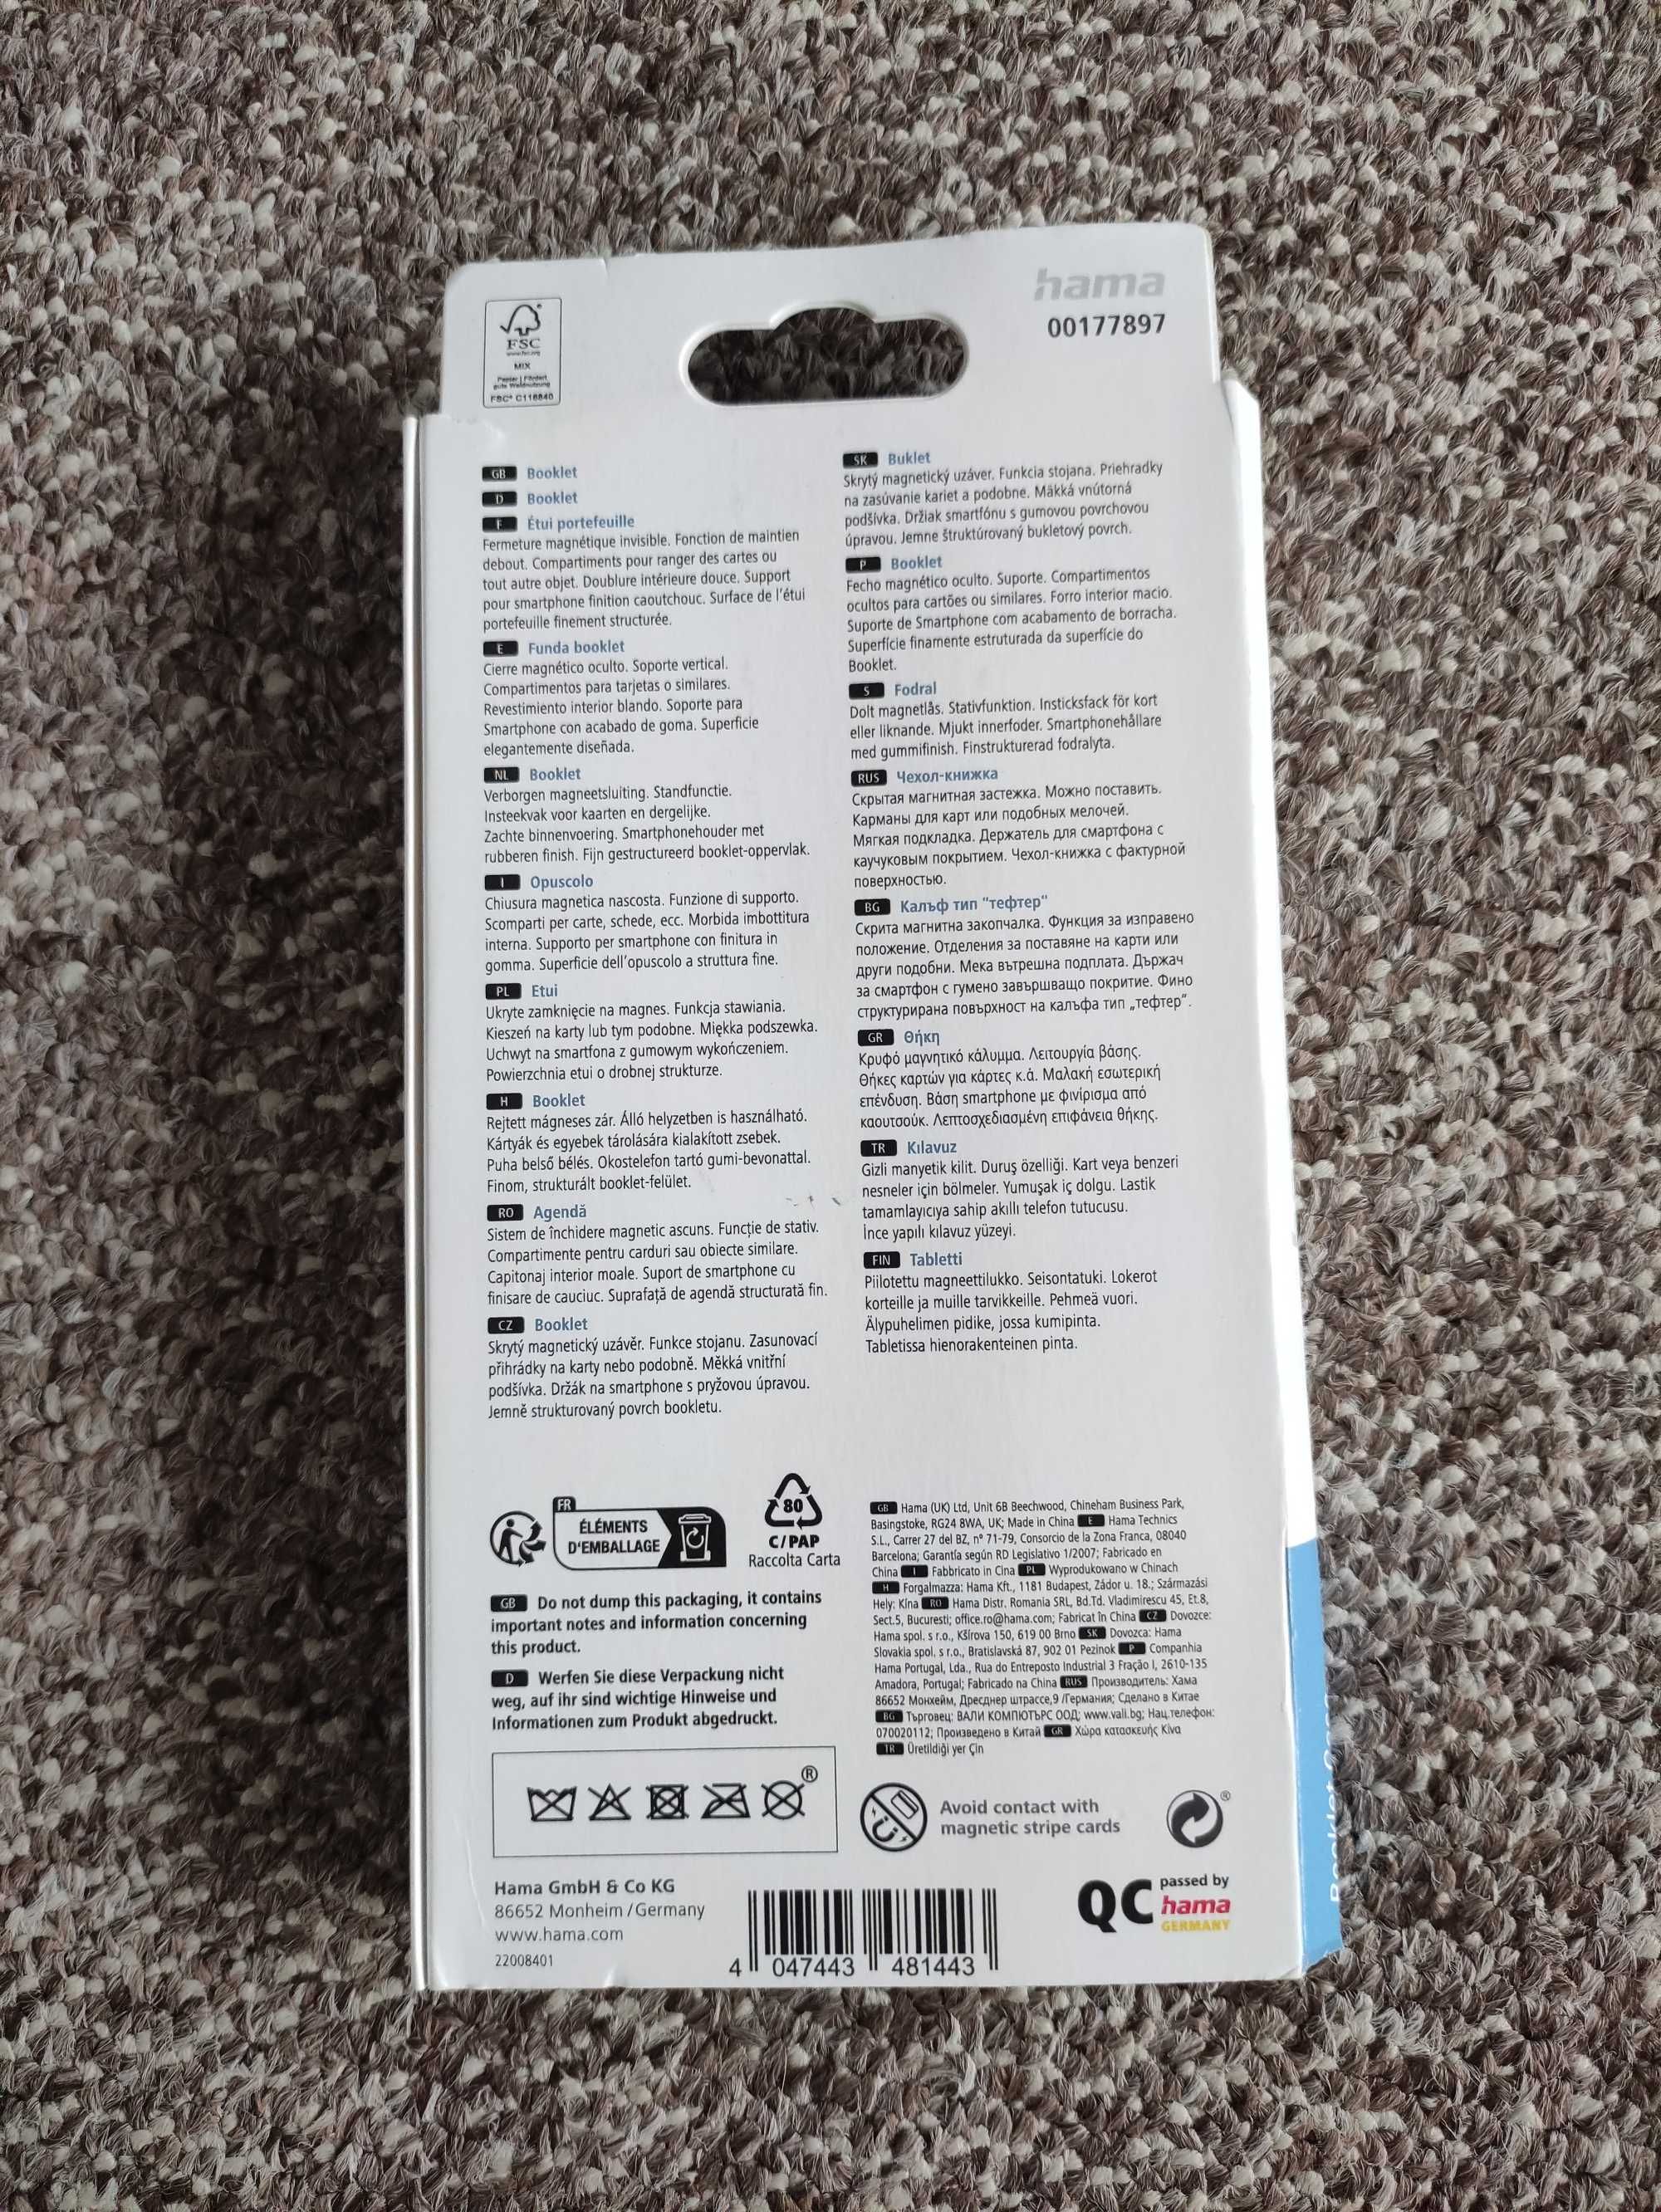 FSC
www.fsc.org
MIX
Papier | Fördert
gute Waldnutzung
FSC® C118840
hama
00177897
GB Booklet
D Booklet
F Étui portefeuille
Fermeture magnétique invisible. Fonction de maintien
debout. Compartiments pour ranger des cartes ou
tout autre objet. Doublure intérieure douce. Support
pour smartphone finition caoutchouc. Surface de l'étui
portefeuille finement structurée.
E Funda booklet
Cierre magnético oculto. Soporte vertical.
Compartimentos para tarjetas o similares.
Revestimiento interior blando. Soporte para
Smartphone con acabado de goma. Superficie
elegantemente diseñada.
NL Booklet
Verborgen magneetsluiting. Standfunctie.
Insteekvak voor kaarten en dergelijke.
Zachte binnenvoering. Smartphonehouder met
rubberen finish. Fijn gestructureerd booklet-oppervlak.
I Opuscolo
Chiusura magnetica nascosta. Funzione di supporto.
Scomparti per carte, schede, ecc. Morbida imbottitura
interna. Supporto per smartphone con finitura in
gomma. Superficie dell'opuscolo a struttura fine.
PL Etui
Ukryte zamknięcie na magnes. Funkcja stawiania.
Kieszeń na karty lub tym podobne. Miękka podszewka.
Uchwyt na smartfona z gumowym wykończeniem.
Powierzchnia etui o drobnej strukturze.
H Booklet
Rejtett mágneses zár. Álló helyzetben is használható.
Kártyák és egyebek tárolására kialakított zsebek.
Puha belső bélés. Okostelefon tartó gumi-bevonattal.
Finom, strukturált booklet-felület.
RO Agendă
Sistem de închidere magnetic ascuns. Funcție de stativ.
Compartimente pentru carduri sau obiecte similare.
Capitonaj interior moale. Suport de smartphone cu
finisare de cauciuc. Suprafață de agendă structurată fin.
CZ Booklet
Skrytý magnetický uzávěr. Funkce stojanu. Zasunovací
přihrádky na karty nebo podobně. Měkká vnitřní
podšívka. Držák na smartphone s pryžovou úpravou.
Jemně strukturovaný povrch bookletu.
SK Buklet
Skrytý magnetický uzáver. Funkcia stojana. Priehradky
na zasúvanie kariet a podobne. Mäkká vnútorná
podšívka. Držiak smartfónu s gumovou povrchovou
úpravou. Jemne štruktúrovaný bukletový povrch.
P Booklet
Fecho magnético oculto. Suporte. Compartimentos
ocultos para cartões ou similares. Forro interior macio.
Suporte de Smartphone com acabamento de borracha.
Superfície finamente estruturada da superfície do
Booklet.
S Fodral
Dolt magnetlås. Stativfunktion. Insticksfack för kort
eller liknande. Mjukt innerfoder. Smartphonehållare
med gummifinish. Finstrukturerad fodralyta.
RUS Чехол-книжка
Скрытая магнитная застежка. Можно поставить.
Карманы для карт или подобных мелочей.
Мягкая подкладка. Держатель для смартфона с
каучуковым покрытием. Чехол-книжка с фактурной
поверхностью.
BG Калъф тип "тефтер"
Скрита магнитна закопчалка. Функция за изправено
положение. Отделения за поставяне на карти или
други подобни. Мека вътрешна подплата. Държач
за смартфон с гумено завършващо покритие. Фино
структурирана повърхност на калъфа тип „тефтер“.
GR Θήκη
Κρυφό μαγνητικό κάλυμμα. Λειτουργία βάσης.
Θήκες καρτών για κάρτες κ.ά. Μαλακή εσωτερική
επένδυση. Βάση smartphone με φινίρισμα από
καουτσούκ. Λεπτοσχεδιασμένη επιφάνεια θήκης.
TR Kılavuz
Gizli manyetik kilit. Duruş özelliği. Kart veya benzeri
nesneler için bölmeler. Yumuşak iç dolgu. Lastik
tamamlayıcıya sahip akıllı telefon tutucusu.
İnce yapılı kılavuz yüzeyi.
FIN Tabletti
Piilotettu magneettilukko. Seisontatuki. Lokerot
korteille ja muille tarvikkeille. Pehmeä vuori.
Älypuhelimen pidike, jossa kumipinta.
Tabletissa hienorakenteinen pinta.
FR
ÉLÉMENTS
D'EMBALLAGE
80
C/PAP
Raccolta Carta
GB Do not dump this packaging, it contains
important notes and information concerning
this product.
D Werfen Sie diese Verpackung nicht
weg, auf ihr sind wichtige Hinweise und
Informationen zum Produkt abgedruckt.
GB Hama (UK) Ltd, Unit 6B Beechwood, Chineham Business Park,
Basingstoke, RG24 8WA, UK; Made in China E Hama Technics
S.L., Carrer 27 del BZ, nº 71-79, Consorcio de la Zona Franca, 08040
Barcelona; Garantía según RD Legislativo 1/2007; Fabricado en
China I Fabbricato in Cina PL Wyprodukowano w Chinach
H Forgalmazza: Hama Kft., 1181 Budapest, Zádor u. 18.; Származási
Hely: Kína RO Hama Distr. Romania SRL, Bd.Td. Vladimirescu 45, Et.8,
Sect.5, Bucuresti; office.ro@hama.com; Fabricat în China CZ Dovozce:
Hama spol. s r.o., Kšírova 150, 619 00 Brno SK Dovozca: Hama
Slovakia spol. s r.o., Bratislavská 87, 902 01 Pezinok P Companhia
Hama Portugal, Lda., Rua do Entreposto Industrial 3 Fração I, 2610-135
Amadora, Portugal; Fabricado na China RUS Производитель: Хама
86652 Монхейм, Дресднер штрассе,9 /Германия; Сделано в Китае
BG Търговец: ВАЛИ КОМПЮТЪРС ООД; www.vali.bg; Нац.телефон:
070020112; Произведено в Китай GR Χώρα κατασκευής Κίνα
TR Üretildiği yer Çin
®
Avoid contact with
magnetic stripe cards
®
Hama GmbH & Co KG
86652 Monheim / Germany
www.hama.com
22008401
4 047443 481443
QC passed by
hama
GERMANY
Booklet